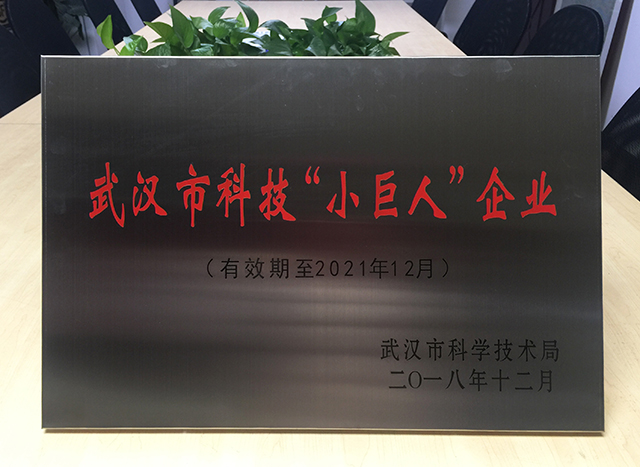 武汉市科技“小巨人”企业
（有效期至2021年12月）
武汉市科学技术局
二〇一八年十二月